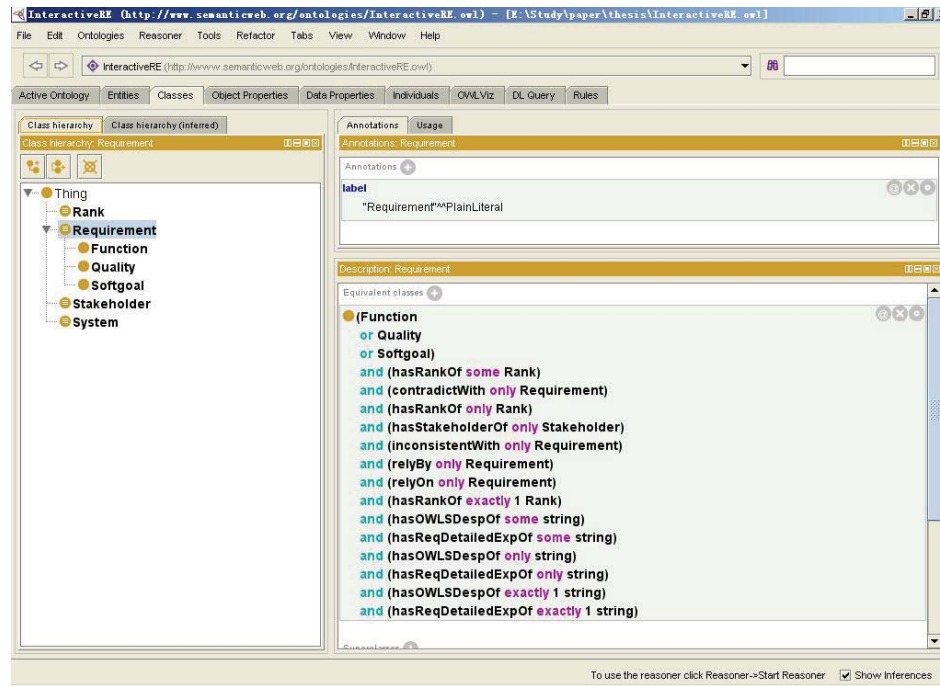 InteractiveRE (http://www.semanticweb.org/ontologies/InteractiveRE.owl) - [E:\Study\paper\thesis\InteractiveRE.owl]
File Edit Ontologies Reasoner Tools Refactor Tabs View Window Help
InteractiveRE (http://www.semanticweb.org/ontologies/InteractiveRE.owl)
Active Ontology Entities Classes Object Properties Data Properties Individuals OWLViz DL Query Rules
Class hierarchy Class hierarchy (inferred)
Class hierarchy: Requirement
Thing
Rank
Requirement
Function
Quality
Softgoal
Stakeholder
System
Annotations Usage
Annotations: Requirement
Annotations
label
"Requirement"^^PlainLiteral
Description: Requirement
Equivalent classes
(Function
or Quality
or Softgoal)
and (hasRankOf some Rank)
and (contradictWith only Requirement)
and (hasRankOf only Rank)
and (hasStakeholderOf only Stakeholder)
and (inconsistentWith only Requirement)
and (relyBy only Requirement)
and (relyOn only Requirement)
and (hasRankOf exactly 1 Rank)
and (hasOWLSDespOf some string)
and (hasReqDetailedExpOf some string)
and (hasOWLSDespOf only string)
and (hasReqDetailedExpOf only string)
and (hasOWLSDespOf exactly 1 string)
and (hasReqDetailedExpOf exactly 1 string)
To use the reasoner click Reasoner->Start Reasoner Show Inferences